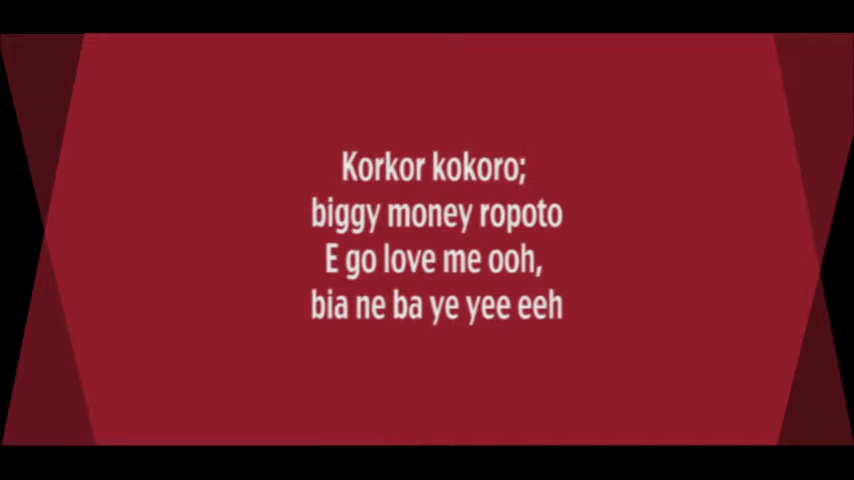 Korkor kokoro;
biggy money ropoto
E go love me ooh,
bia ne ba ye yee eeh